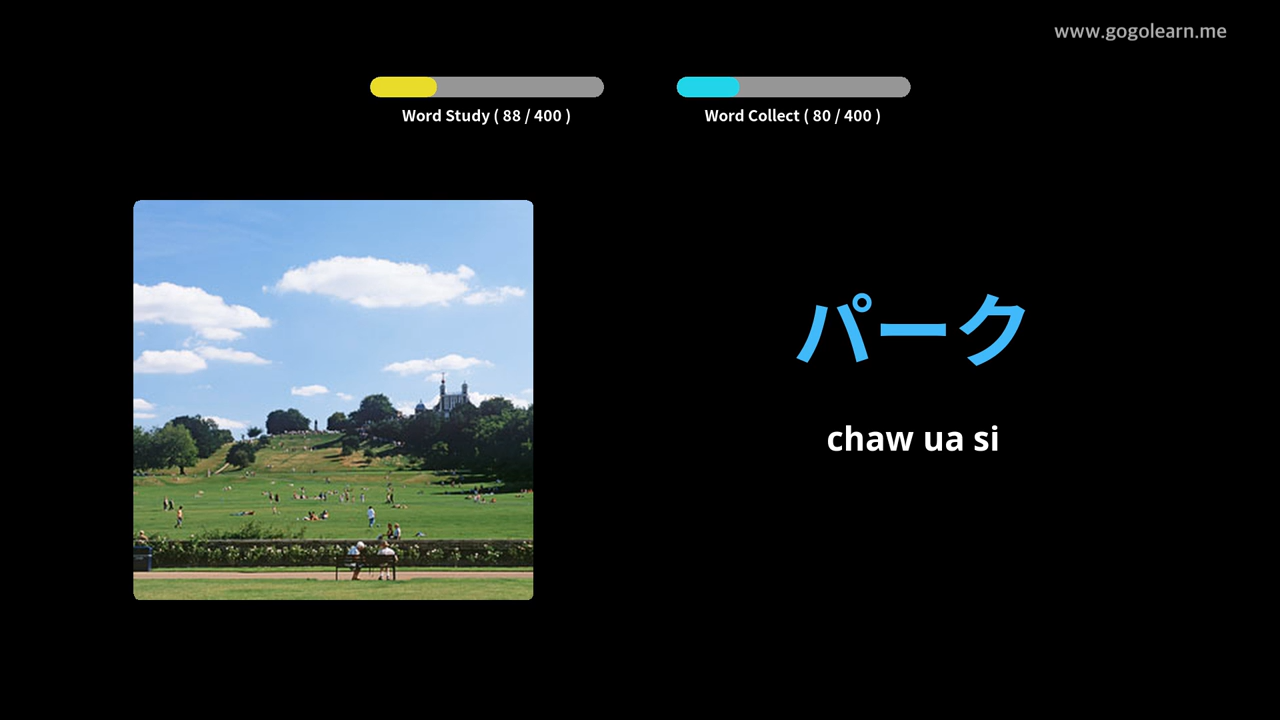 www.gogolearn.me
Word Study ( 88 / 400 )
Word Collect ( 80 / 400 )
パーク
chaw ua si